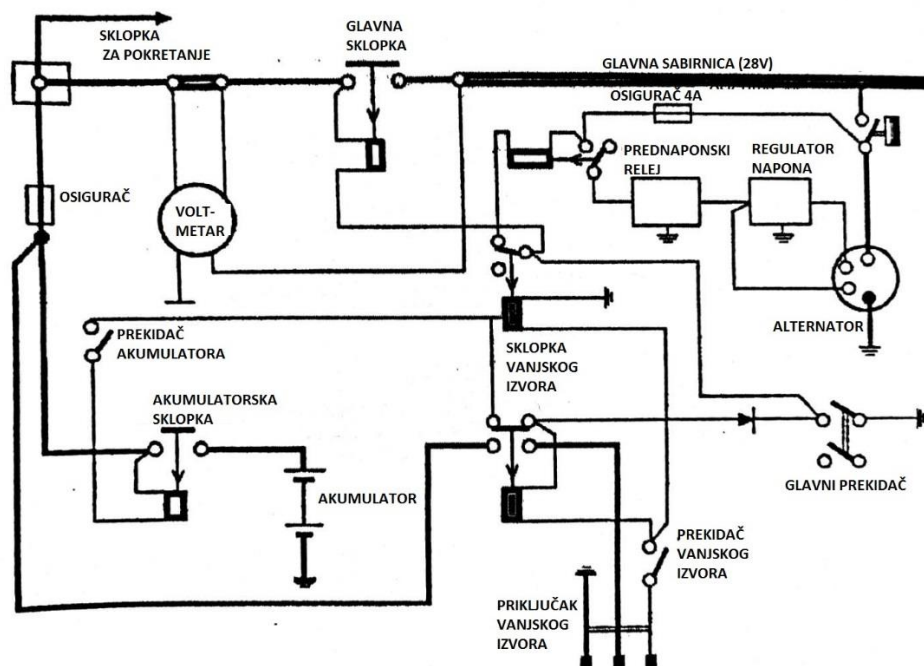 SKLOPKA
ZA POKRETANJE
GLAVNA
SKLOPKA
GLAVNA SABIRNICA (28V)
OSIGURAČ 4A
PREDNAPONSKI
RELEJ
REGULATOR
NAPONA
OSIGURAČ
VOLT-
METAR
ALTERNATOR
PREKIDAČ
AKUMULATORA
SKLOPKA
VANJSKOG
IZVORA
AKUMULATORSKA
SKLOPKA
AKUMULATOR
GLAVNI PREKIDAČ
PREKIDAČ
VANJSKOG
IZVORA
PRIKLJUČAK
VANJSKOG
IZVORA